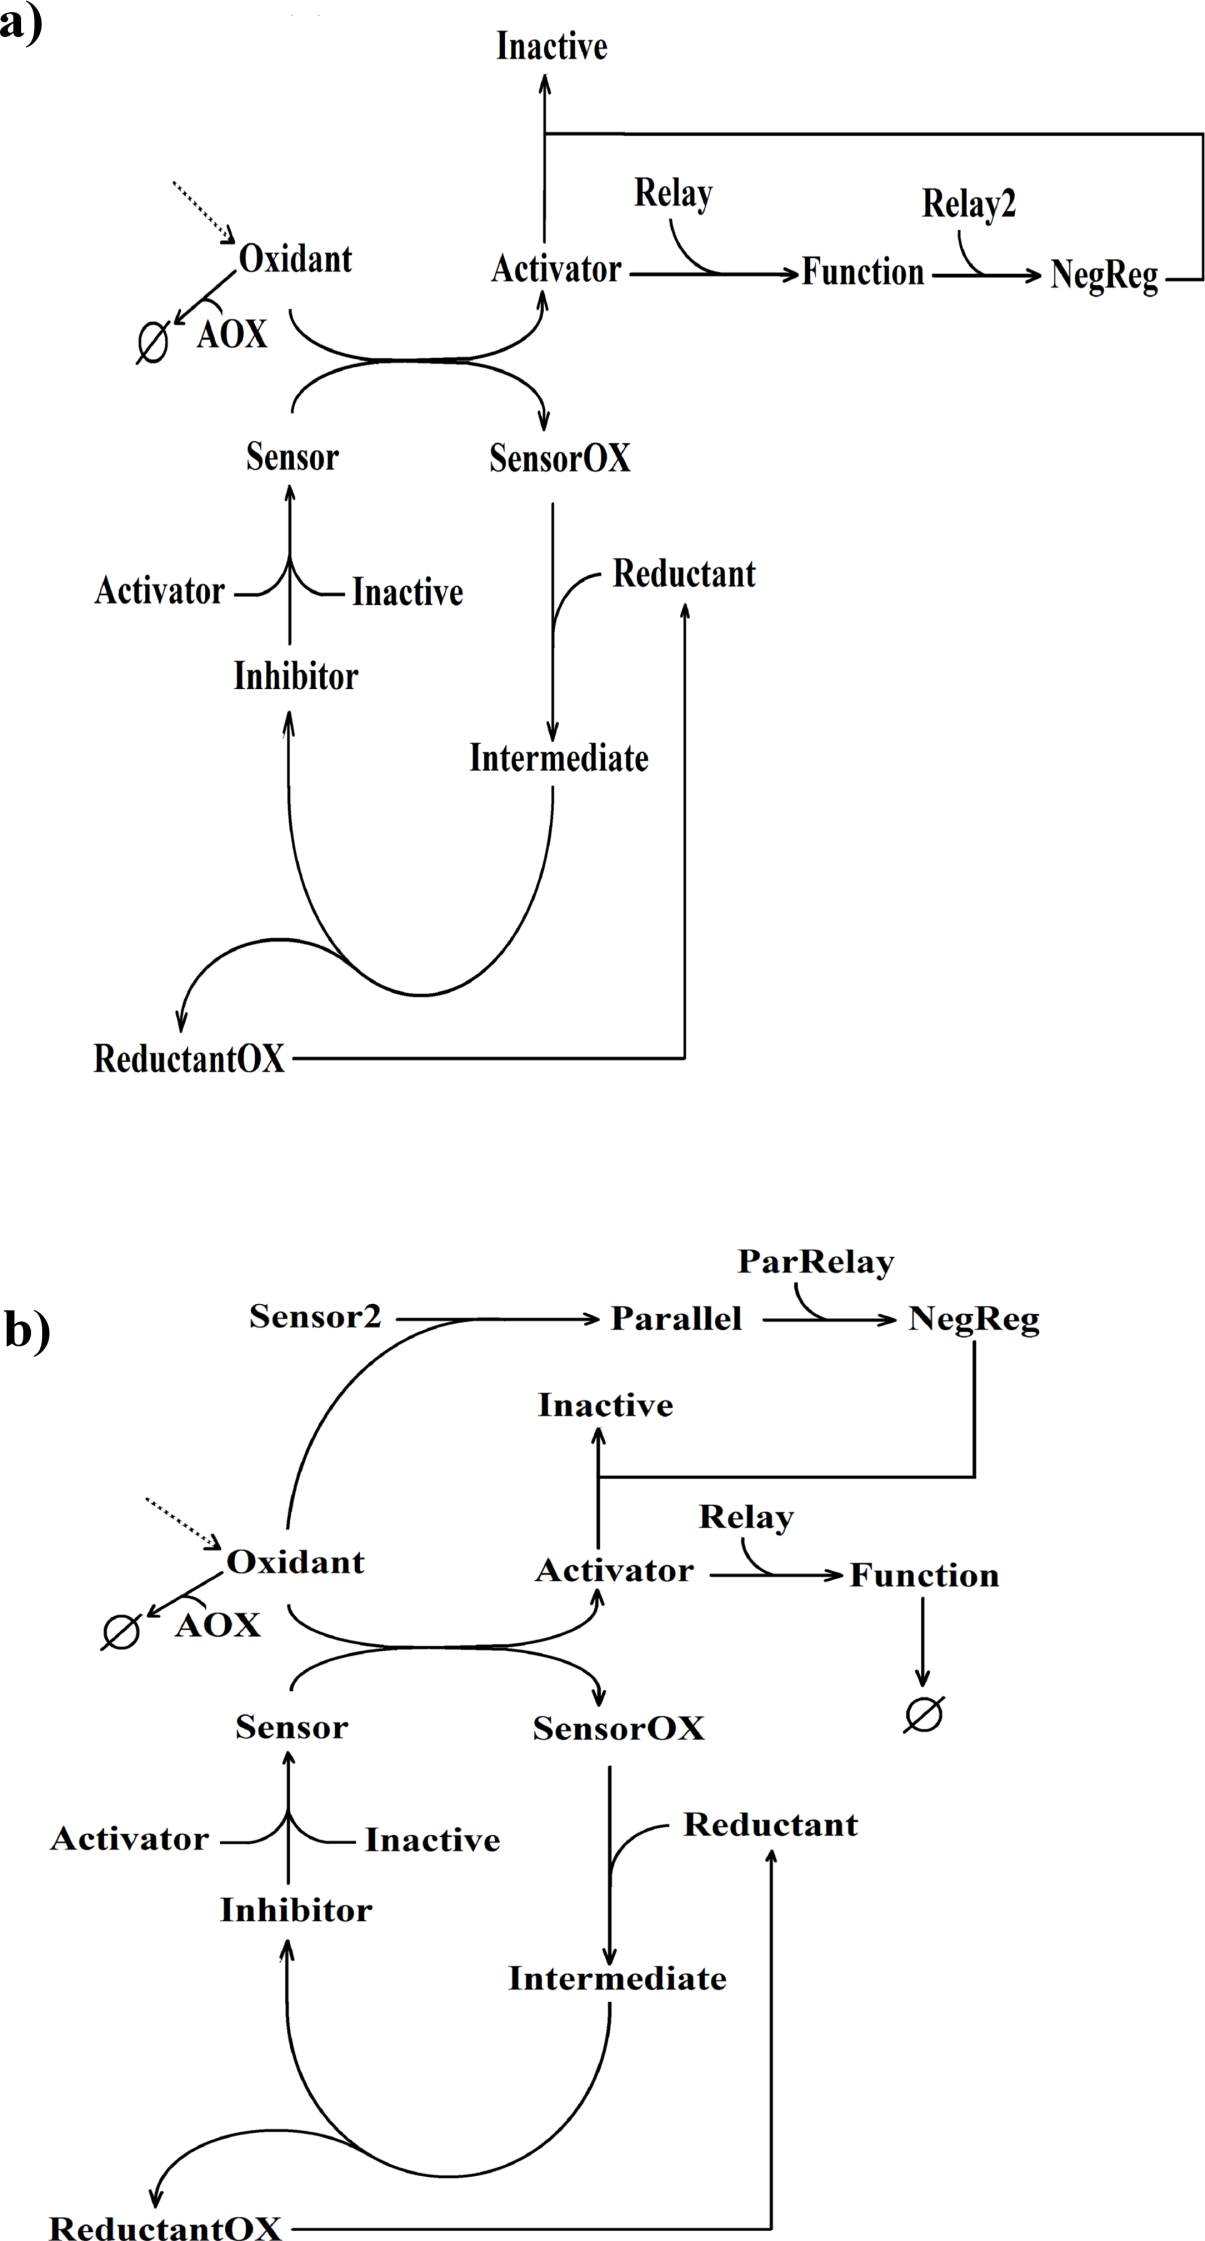 a)
Inactive
Relay
Relay2
Oxidant
Activator
Function
NegReg
AOX
Sensor
SensorOX
Reductant
Activator
Inactive
Inhibitor
Intermediate
ReductantOX
b)
ParRelay
Sensor2
Parallel
NegReg
Inactive
Relay
Oxidant
Activator
Function
AOX
Sensor
SensorOX
Reductant
Activator
Inactive
Inhibitor
Intermediate
ReductantOX